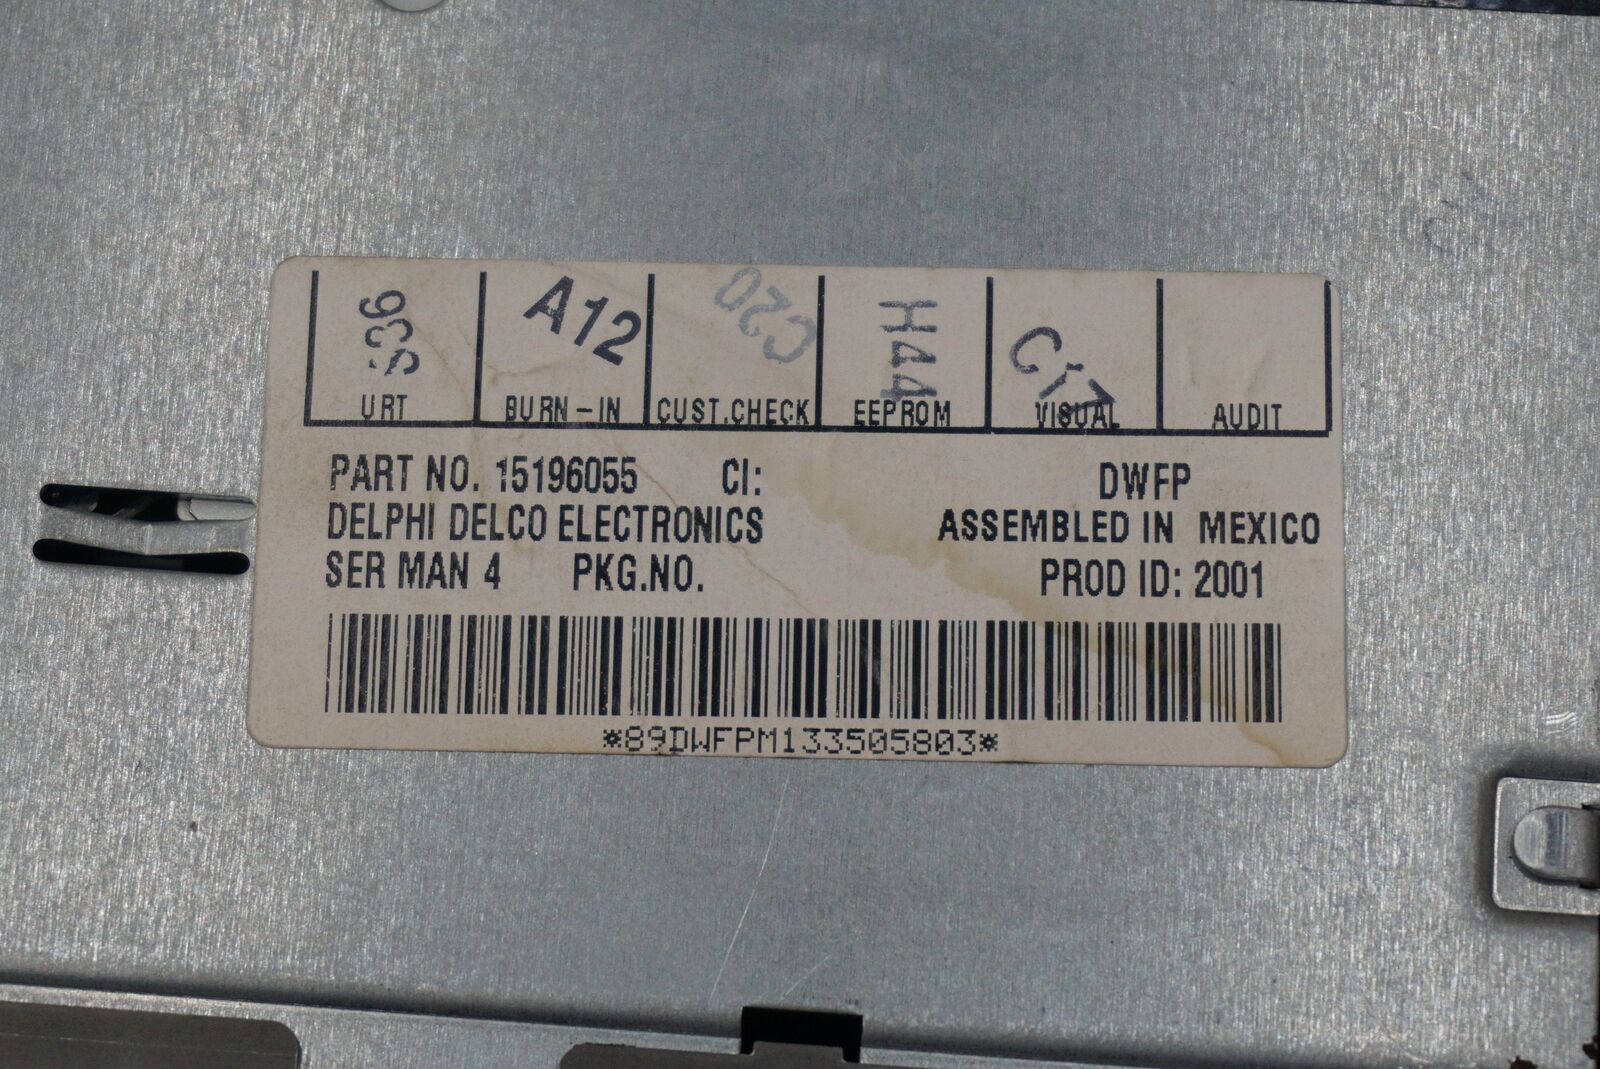 A12 C20 H44 C17
URT BURN-IN CUST.CHECK EEPROM VISUAL AUDIT
PART NO. 15196055 CI: DWFP
DELPHI DELCO ELECTRONICS ASSEMBLED IN MEXICO
SER MAN 4 PKG.NO. PROD ID: 2001
*89DWFPM133505803*